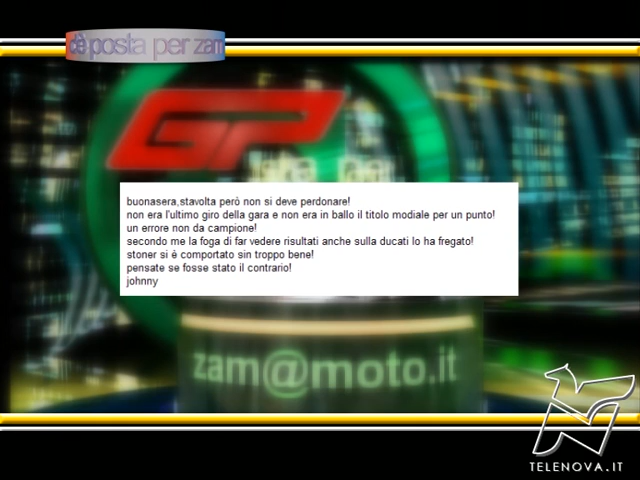 c'è posta per zam
GP
buonasera,stavolta però non si deve perdonare!
non era l'ultimo giro della gara e non era in ballo il titolo modiale per un punto!
un errore non da campione!
secondo me la foga di far vedere risultati anche sulla ducati lo ha fregato!
stoner si è comportato sin troppo bene!
pensate se fosse stato il contrario!
johnny
zam@moto.it
TELENOVA.IT